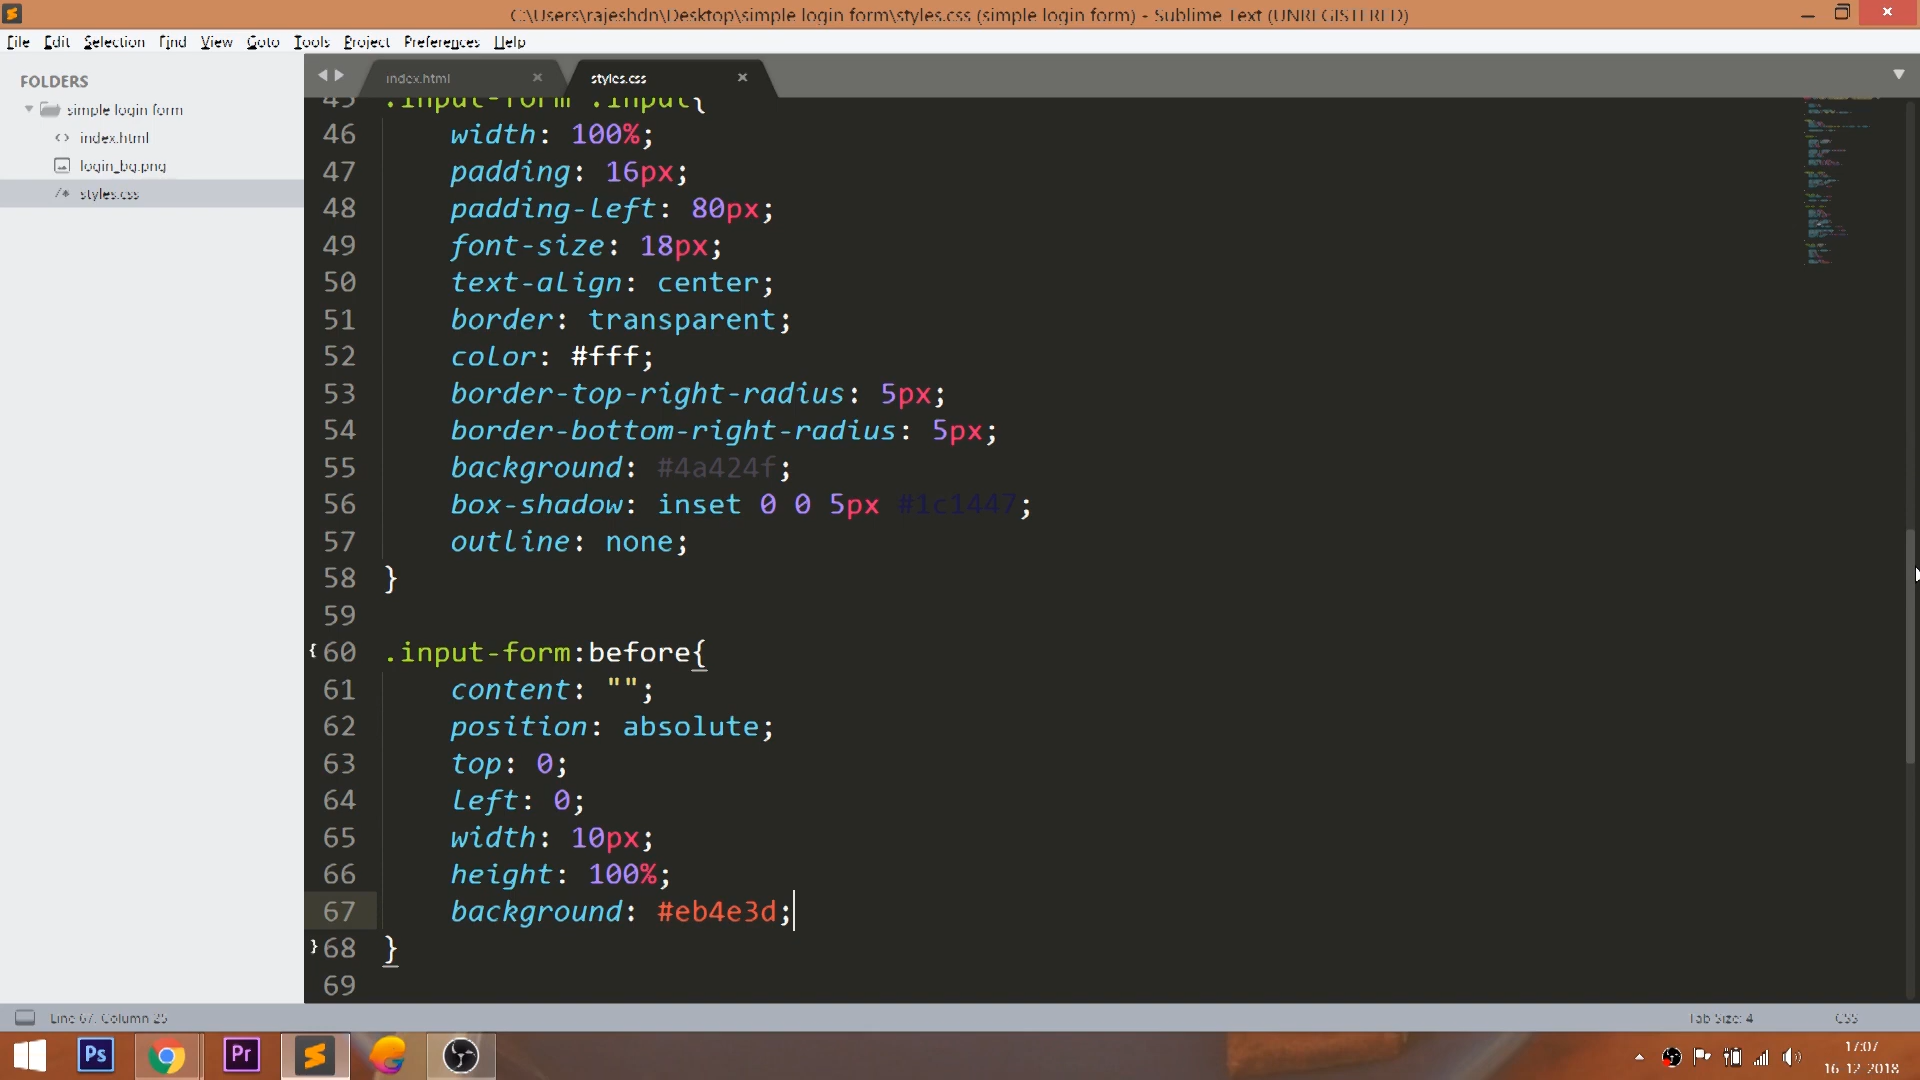 C:\Users\rajeshdn\Desktop\simple login form\styles.css (simple login form) - Sublime Text (UNREGISTERED)
File Edit Selection Find View Goto Tools Project Preferences Help
FOLDERS
simple login form
index.html
login_bg.png
styles.css
index.html
styles.css
45 .input-form .input{
46 width: 100%;
47 padding: 16px;
48 padding-left: 80px;
49 font-size: 18px;
50 text-align: center;
51 border: transparent;
52 color: #fff;
53 border-top-right-radius: 5px;
54 border-bottom-right-radius: 5px;
55 background: #4a424f;
56 box-shadow: inset 0 0 5px #1c1447;
57 outline: none;
58 }
59
60 .input-form:before{
61 content: "";
62 position: absolute;
63 top: 0;
64 left: 0;
65 width: 10px;
66 height: 100%;
67 background: #eb4e3d;
68 }
69
Line 67, Column 25
Tab Size: 4
CSS
Ps
Pr
17:07
16-12-2018